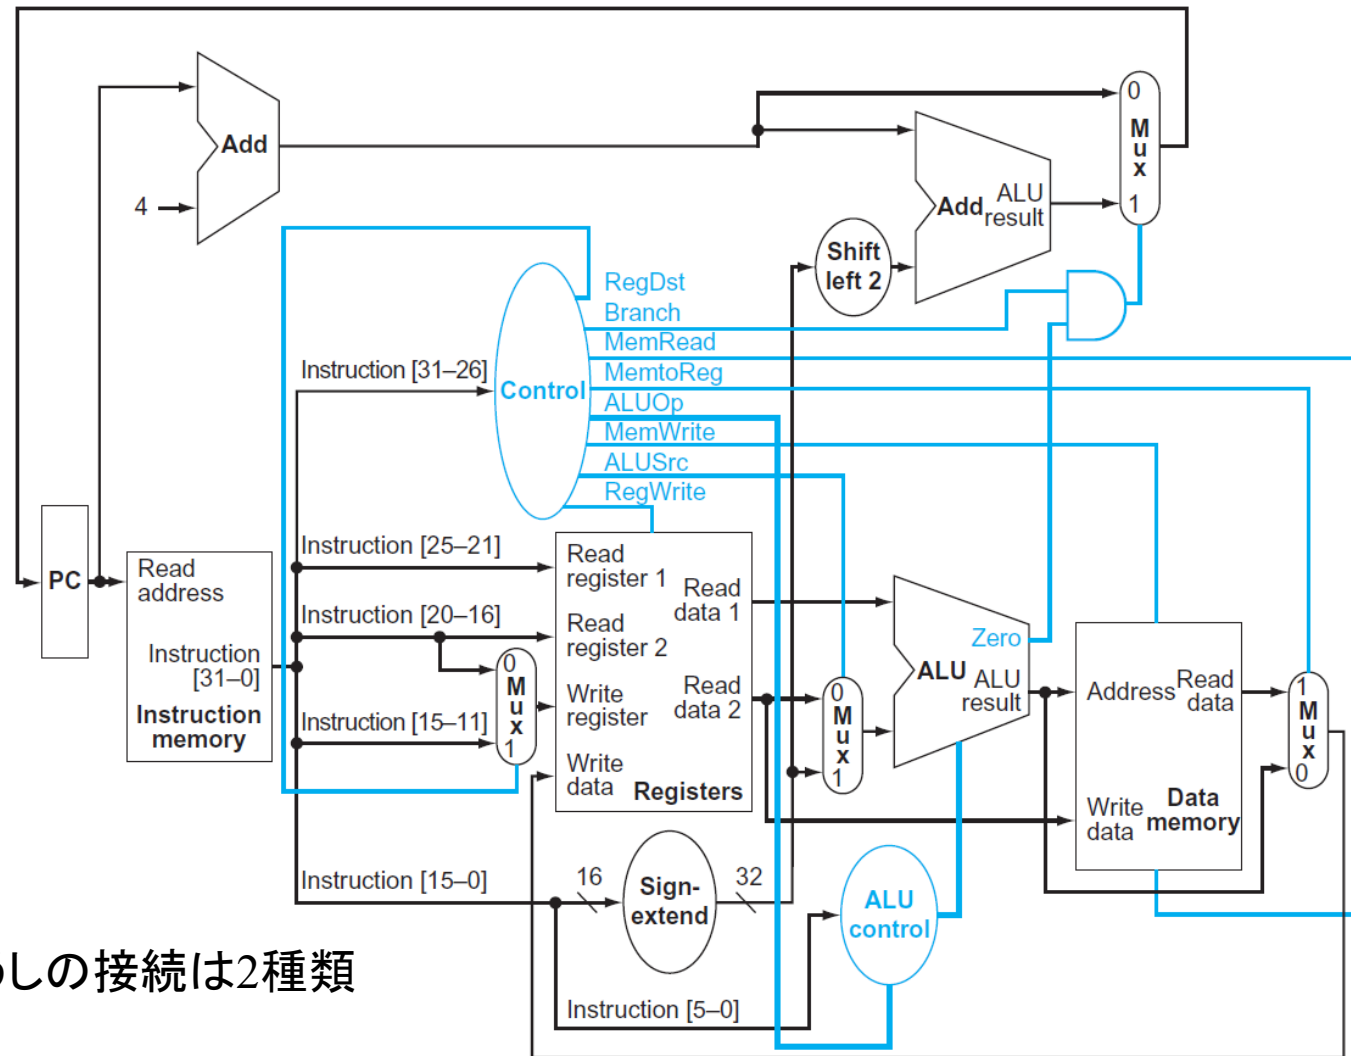 Add
4
Add ALU
result
0
Mux
1
Shift
left 2
RegDst
Branch
MemRead
MemtoReg
ALUOp
MemWrite
ALUSrc
RegWrite
Instruction [31–26]
Control
PC
Read
address
Instruction
[31–0]
Instruction
memory
Instruction [25–21]
Instruction [20–16]
Instruction [15–11]
0
Mux
1
Read
register 1
Read
register 2
Write
register
Write
data
Read
data 1
Read
data 2
Registers
0
Mux
1
Zero
ALU ALU
result
Address
Read
data
Write
data
Data
memory
1
Mux
0
Instruction [15–0]
16
Sign-
extend
32
ALU
control
Instruction [5–0]
しの接続は2種類